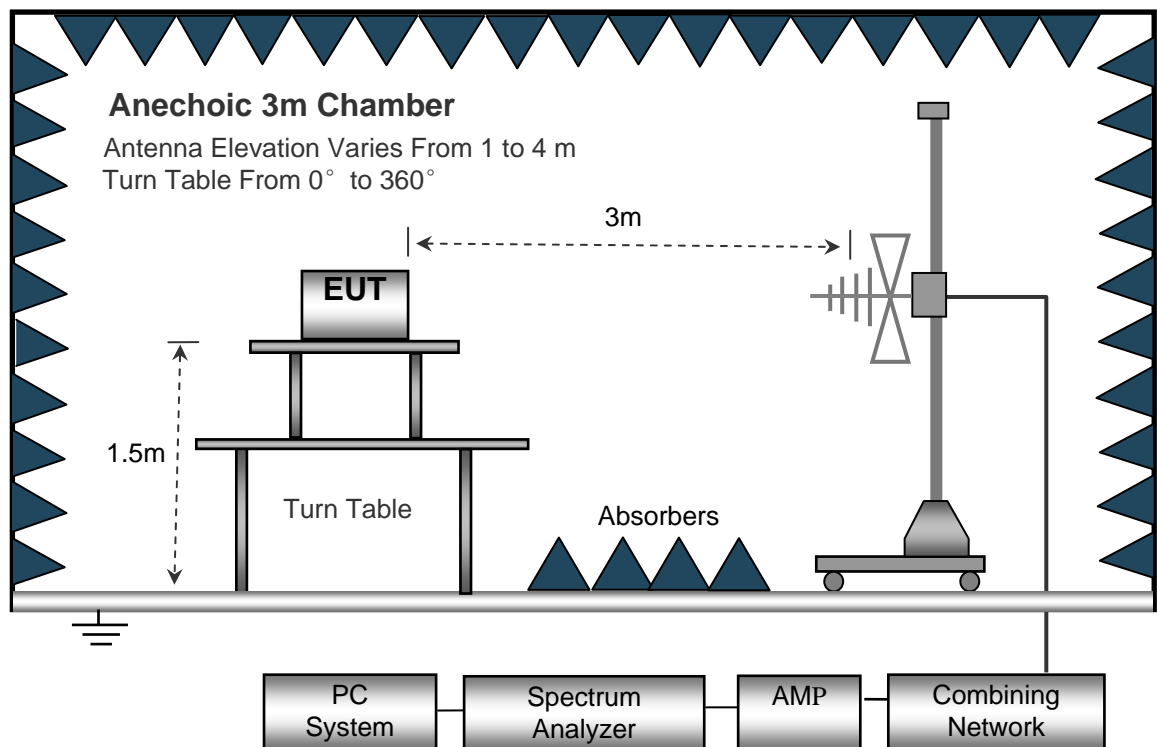 Anechoic 3m Chamber
Antenna Elevation Varies From 1 to 4 m
Turn Table From 0° to 360°
3m
EUT
1.5m
Turn Table
Absorbers
PC
System
Spectrum
Analyzer
AMP
Combining
Network